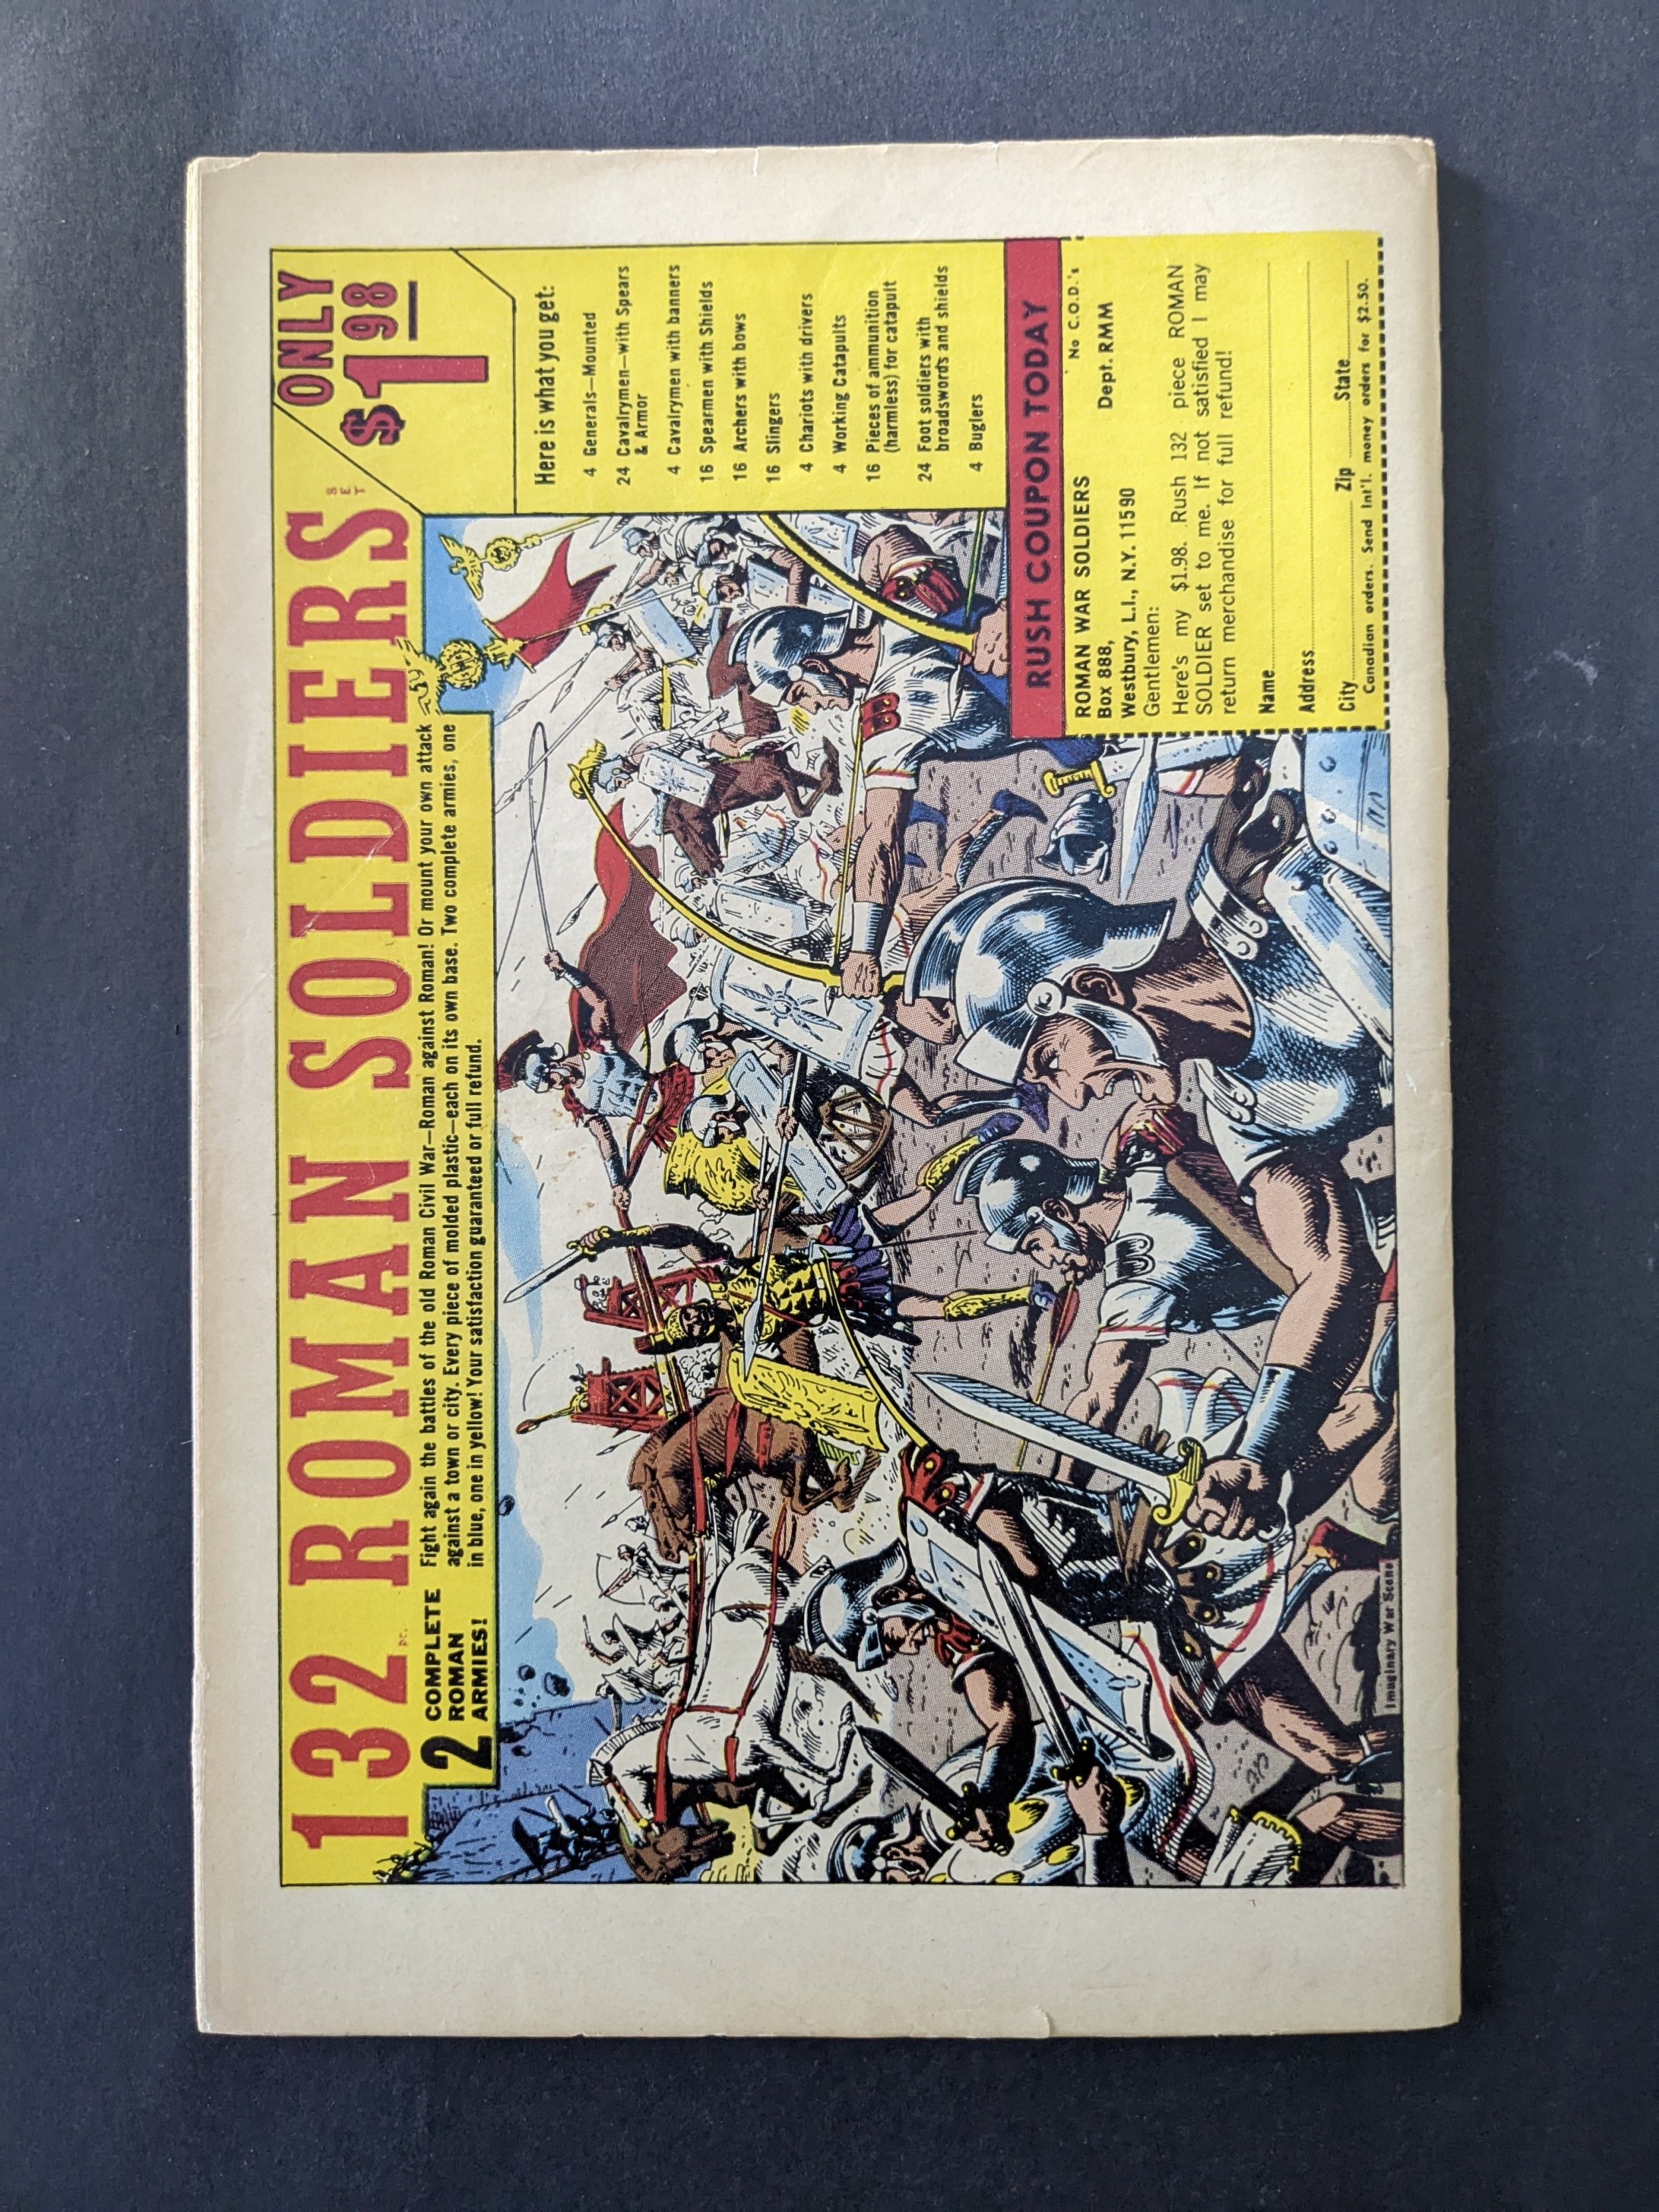 132 PC. ROMAN SOLDIERS SET
ONLY
$1.98
2 COMPLETE
ROMAN
ARMIES!
Fight again the battles of the old Roman Civil War—Roman against Roman! Or mount your own attack
against a town or city. Every piece of molded plastic—each on its own base. Two complete armies, one
in blue, one in yellow! Your satisfaction guaranteed or full refund.
Here is what you get:
4 Generals—Mounted
24 Cavalrymen—with Spears
& Armor
4 Cavalrymen with banners
16 Spearmen with Shields
16 Archers with bows
16 Slingers
4 Chariots with drivers
4 Working Catapults
16 Pieces of ammunition
(harmless) for catapult
24 Foot soldiers with
broadswords and shields
4 Buglers
RUSH COUPON TODAY
ROMAN WAR SOLDIERS No C.O.D.'s
Box 888, Dept. RMM
Westbury, L.I., N.Y. 11590
Gentlemen:
Here's my $1.98. Rush 132 piece ROMAN
SOLDIER set to me. If not satisfied I may
return merchandise for full refund!
Name
Address
City Zip State
Canadian orders. Send Int'l. money orders for $2.50.
Imaginary War Scene